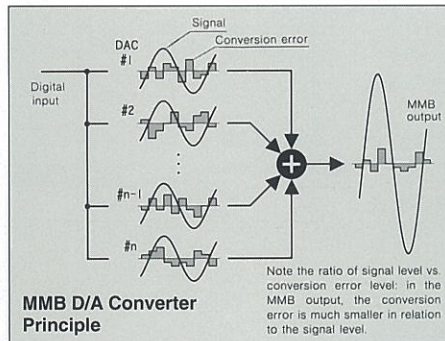 Signal
DAC
Conversion error
#1
Digital
input
#2
MMB
output
+
#n-1
#n
Note the ratio of signal level vs.
conversion error level: in the
MMB output, the conversion
error is much smaller in relation
to the signal level.
MMB D/A Converter
Principle